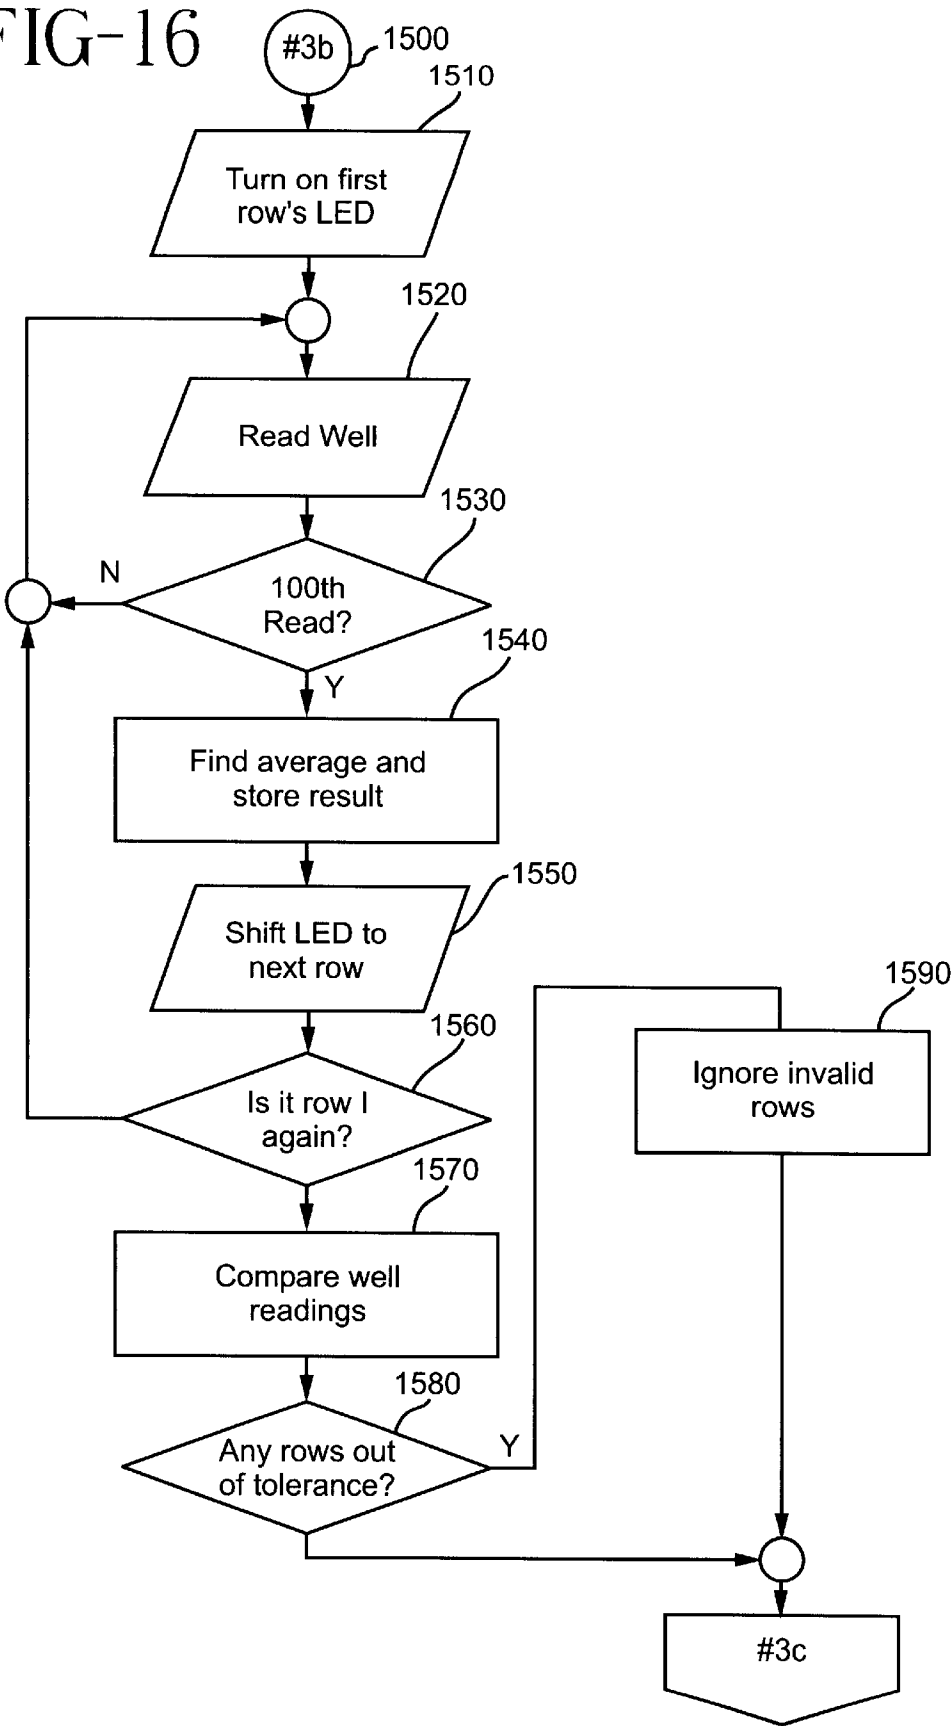 FIG-16
#3b
1500
1510
Turn on first
row's LED
1520
Read Well
1530
N
100th
Read?
1540
Y
Find average and
store result
1550
Shift LED to
next row
1590
1560
Ignore invalid
rows
Is it row I
again?
1570
Compare well
readings
1580
Y
Any rows out
of tolerance?
#3c